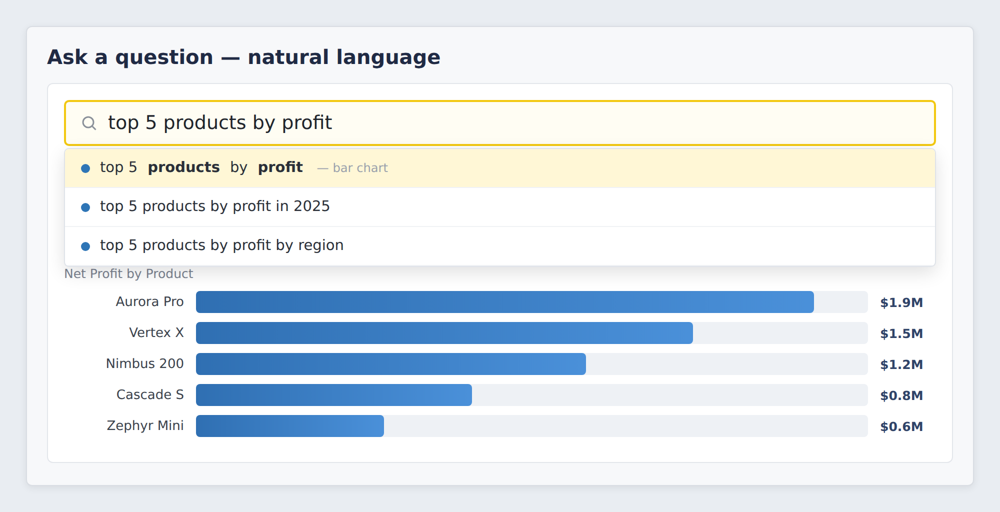 Ask a question — natural language
top 5 products by profit
top 5 products by profit — bar chart
top 5 products by profit in 2025
top 5 products by profit by region
Net Profit by Product
Aurora Pro $1.9M
Vertex X $1.5M
Nimbus 200 $1.2M
Cascade S $0.8M
Zephyr Mini $0.6M